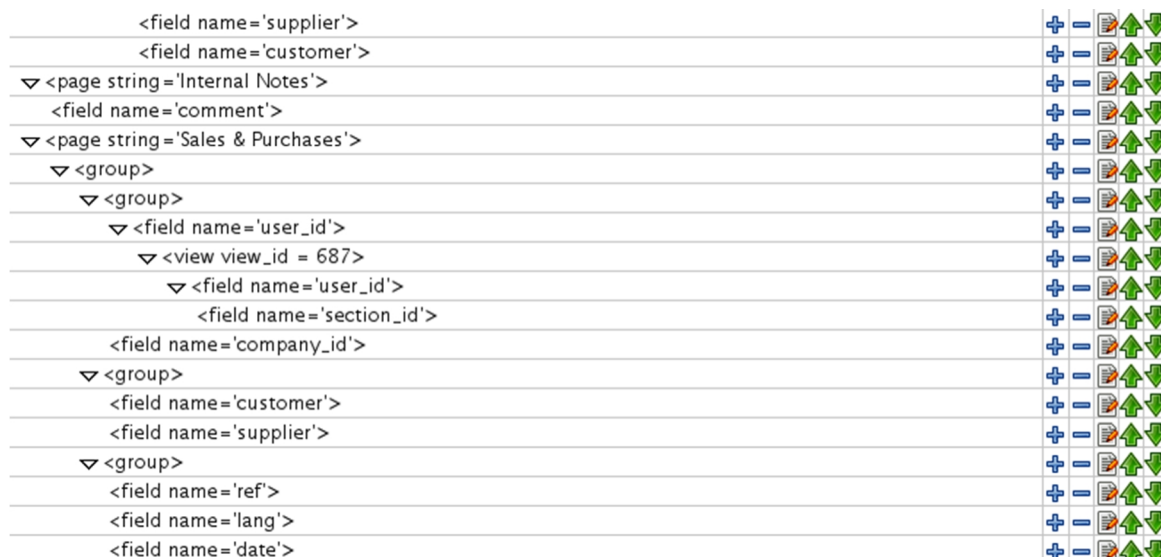 <field name='supplier'>
<field name='customer'>
<page string='Internal Notes'>
<field name='comment'>
<page string='Sales & Purchases'>
<group>
<group>
<field name='user_id'>
<view view_id = 687>
<field name='user_id'>
<field name='section_id'>
<field name='company_id'>
<group>
<field name='customer'>
<field name='supplier'>
<group>
<field name='ref'>
<field name='lang'>
<field name='date'>